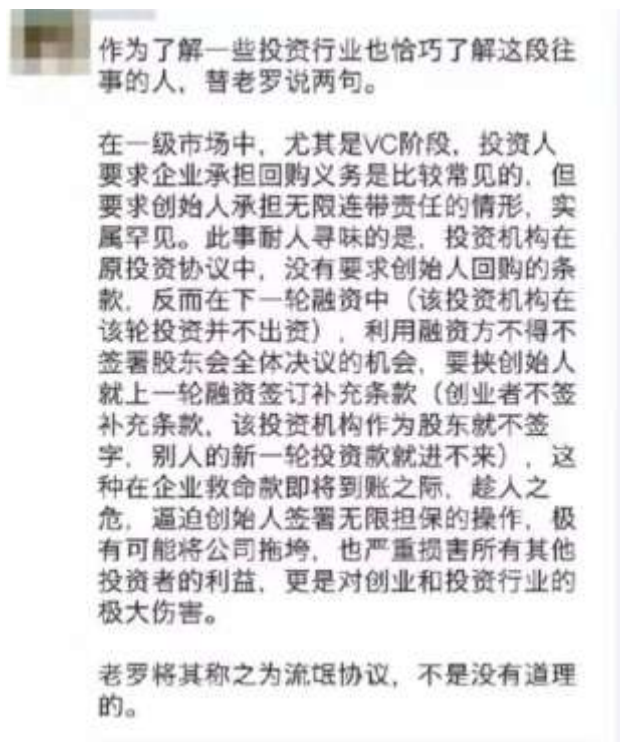 作为了解一些投资行业也恰巧了解这段往
事的人，替老罗说两句。
在一级市场中，尤其是VC阶段，投资人
要求企业承担回购义务是比较常见的，但
要求创始人承担无限连带责任的情形，实
属罕见。此事耐人寻味的是，投资机构在
原投资协议中，没有要求创始人回购的条
款，反而在下一轮融资中（该投资机构在
该轮投资并不出资），利用融资方不得不
签署股东会全体决议的机会，要挟创始人
就上一轮融资签订补充条款（创业者不签
补充条款，该投资机构作为股东就不签
字，别人的新一轮投资款就进不来），这
种在企业救命款即将到账之际，趁人之
危，逼迫创始人签署无限担保的操作，极
有可能将公司拖垮，也严重损害所有其他
投资者的利益，更是对创业和投资行业的
极大伤害。
老罗将其称之为流氓协议，不是没有道理
的。